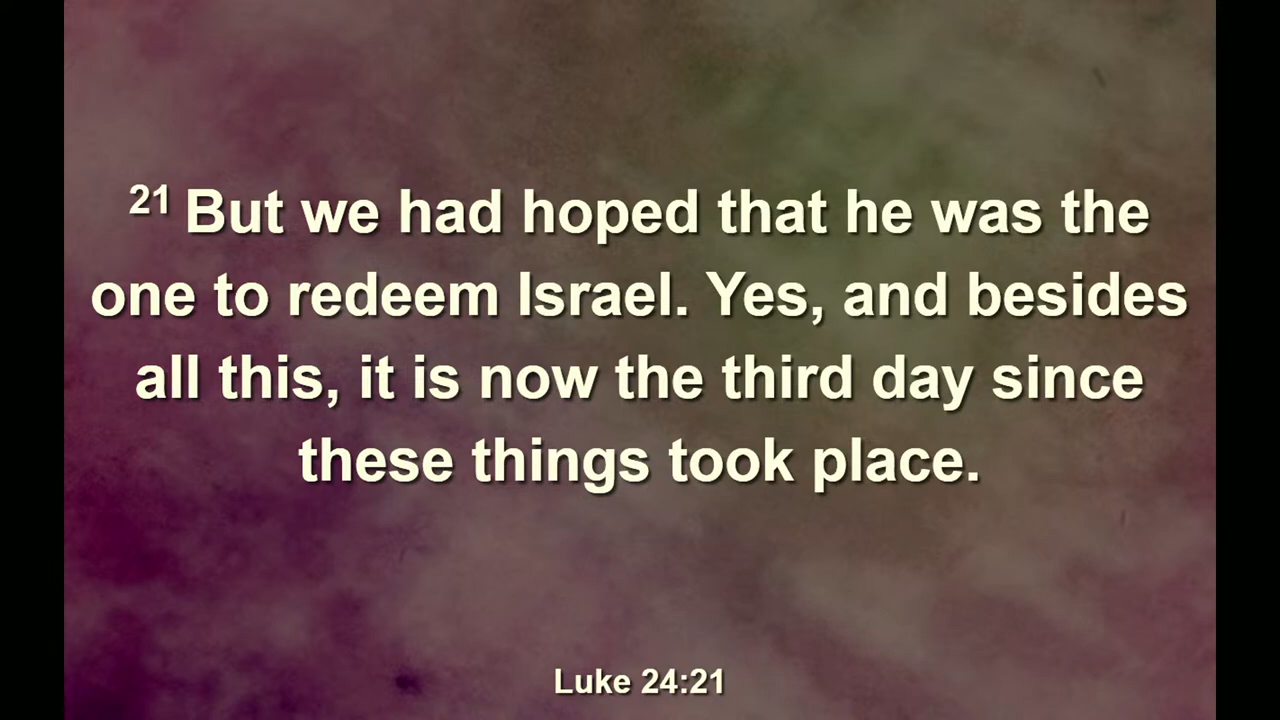 21 But we had hoped that he was the
one to redeem Israel. Yes, and besides
all this, it is now the third day since
these things took place.
Luke 24:21